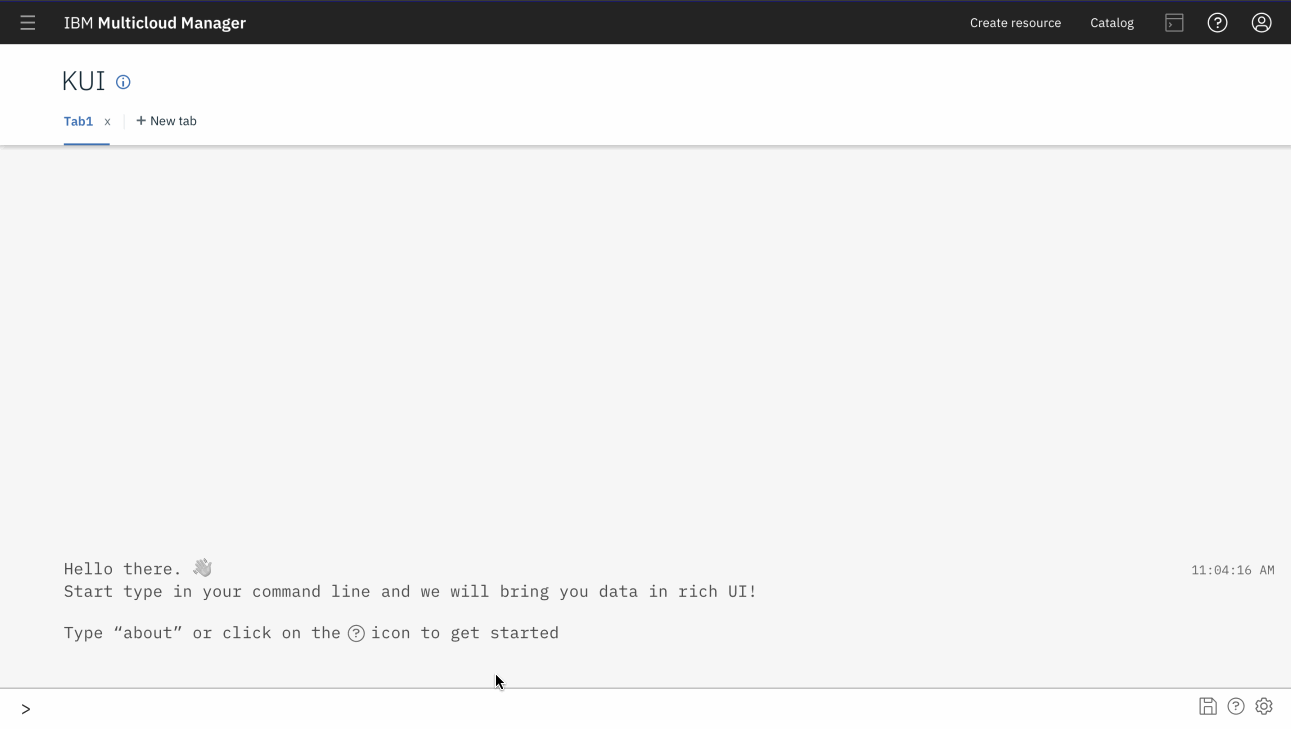 IBM Multicloud Manager
Create resource
Catalog
KUI
Tab1 x
+ New tab
Hello there. 👋
11:04:16 AM
Start type in your command line and we will bring you data in rich UI!
Type “about” or click on the ? icon to get started
>